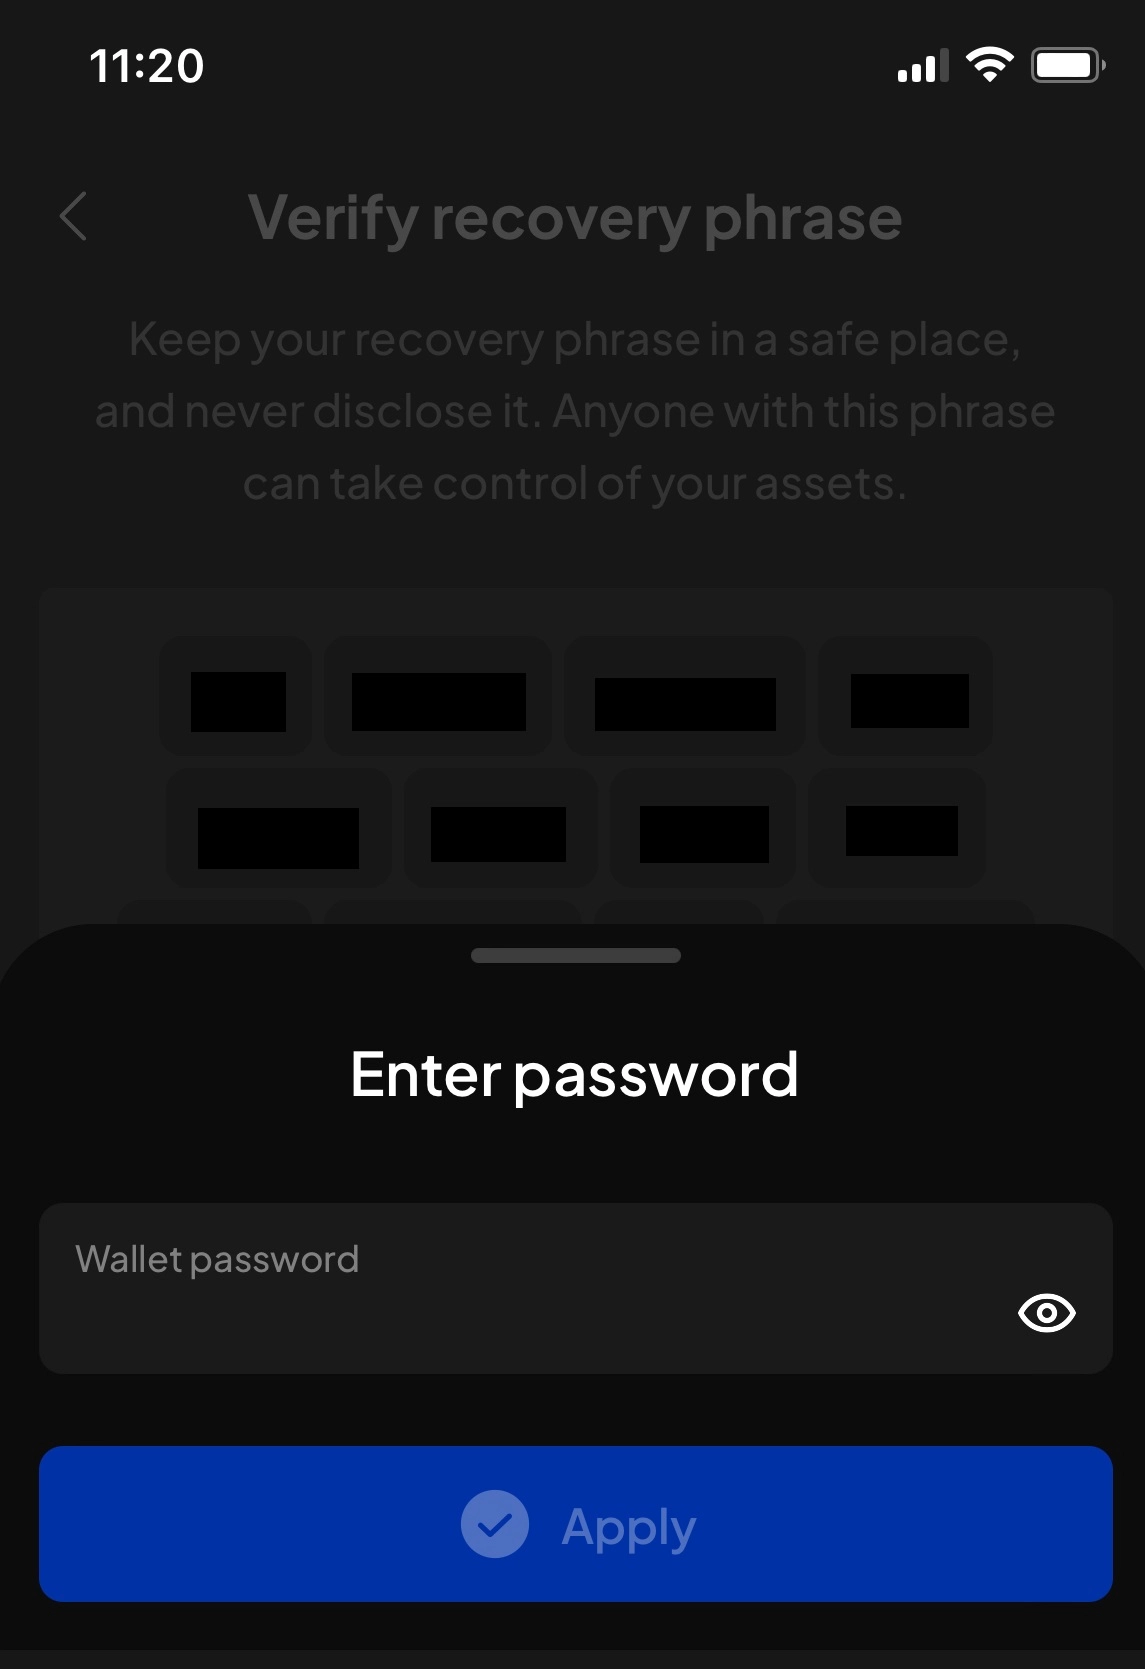 11:20
Verify recovery phrase
Keep your recovery phrase in a safe place,
and never disclose it. Anyone with this phrase
can take control of your assets.
Enter password
Wallet password
Apply